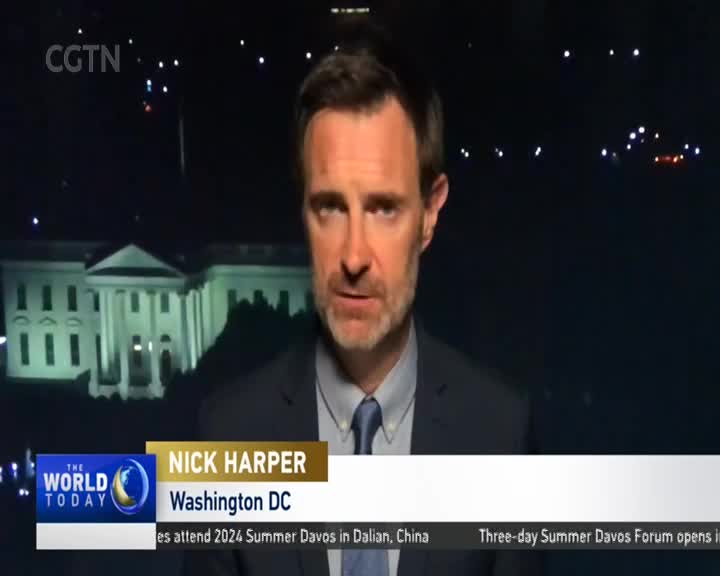 CGTN
NICK HARPER
THE
WORLD
TODAY
Washington DC
es attend 2024 Summer Davos in Dalian, China Three-day Summer Davos Forum opens i